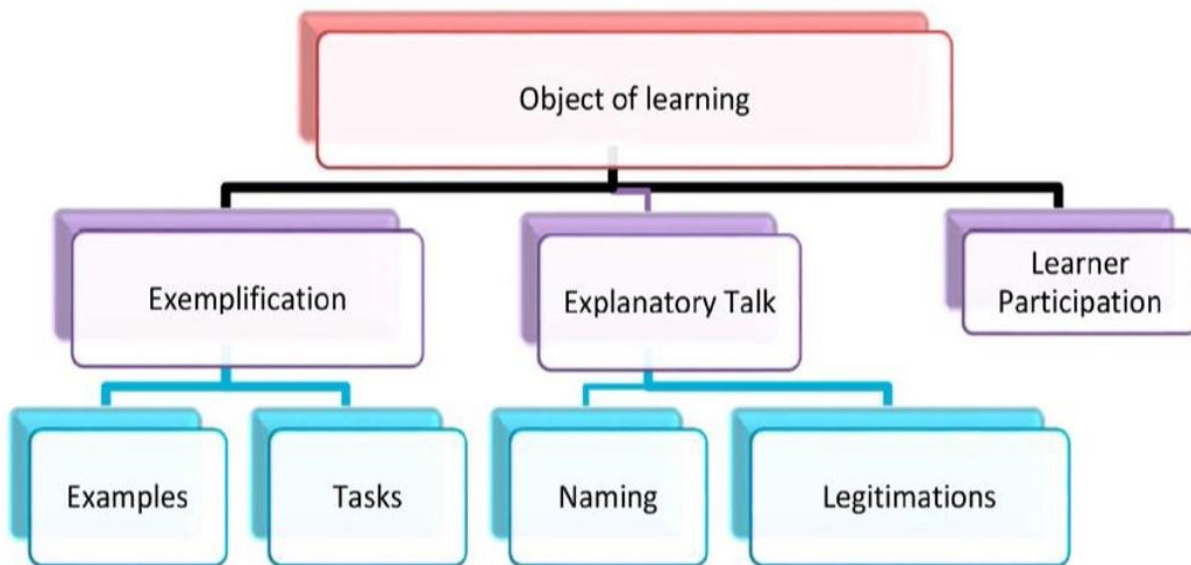 Object of learning
Exemplification
Explanatory Talk
Learner
Participation
Examples
Tasks
Naming
Legitimations